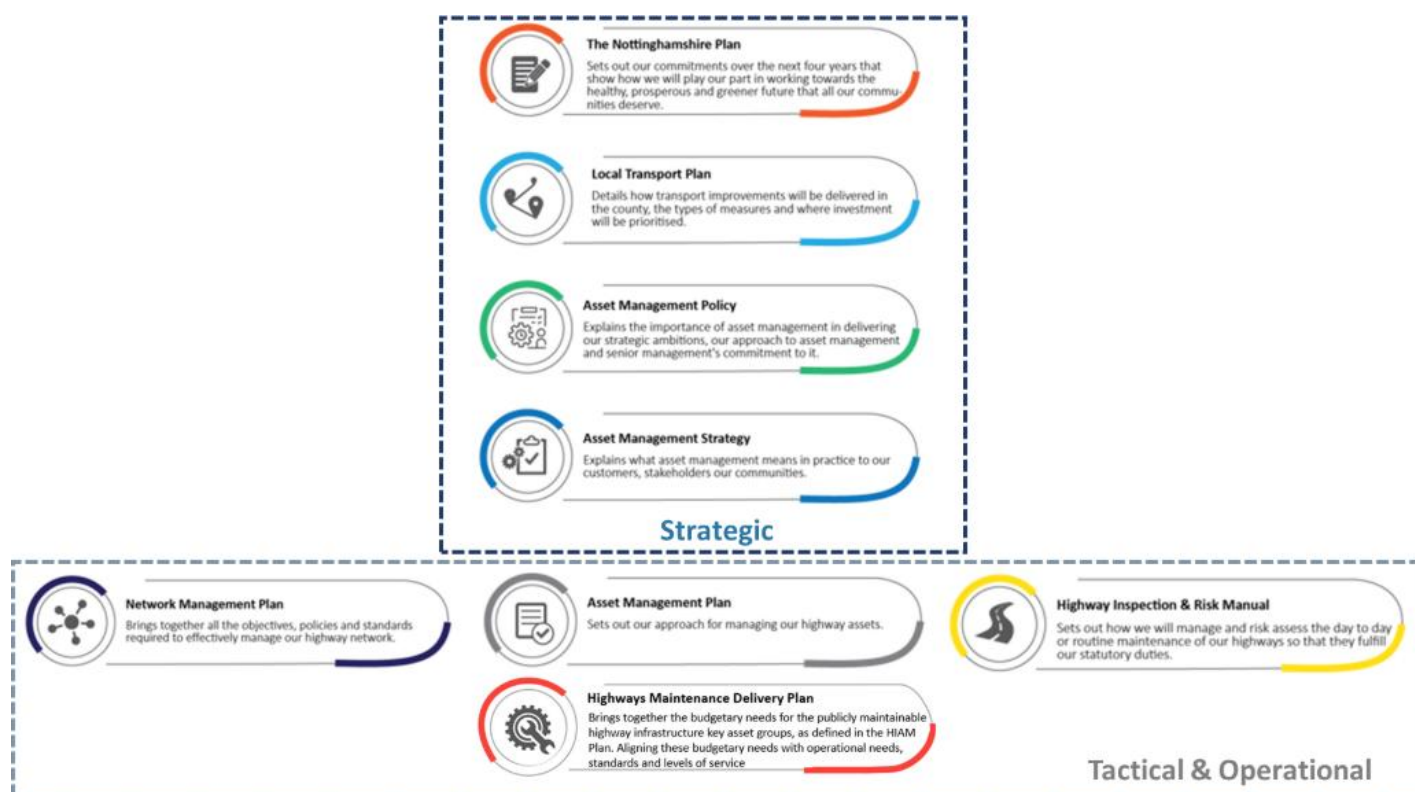 The Nottinghamshire Plan
Sets out our commitments over the next four years that
show how we will play our part in working towards the
healthy, prosperous and greener future that all our commu-
nities deserve.
Local Transport Plan
Details how transport improvements will be delivered in
the county, the types of measures and where investment
will be prioritised.
Asset Management Policy
Explains the importance of asset management in delivering
our strategic ambitions, our approach to asset management
and senior management's commitment to it.
Asset Management Strategy
Explains what asset management means in practice to our
customers, stakeholders our communities.
Strategic
Network Management Plan
Brings together all the objectives, policies and standards
required to effectively manage our highway network.
Asset Management Plan
Sets out our approach for managing our highway assets.
Highway Inspection & Risk Manual
Sets out how we will manage and risk assess the day to day
or routine maintenance of our highways so that they fulfill
our statutory duties.
Highways Maintenance Delivery Plan
Brings together the budgetary needs for the publicly maintainable
highway infrastructure key asset groups, as defined in the HIAM
Plan. Aligning these budgetary needs with operational needs,
standards and levels of service
Tactical & Operational